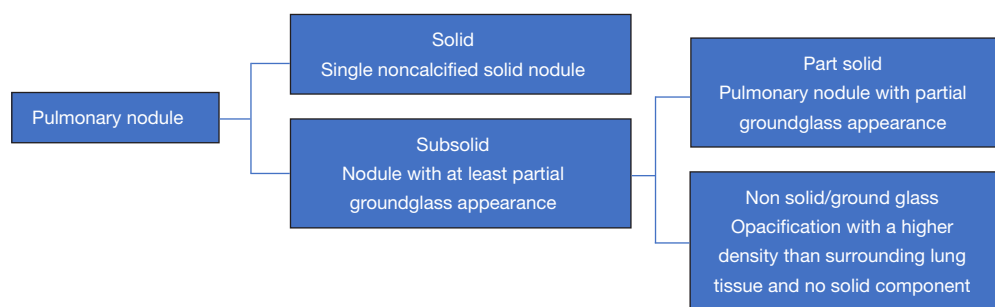 Pulmonary nodule
Solid
Single noncalcified solid nodule
Subsolid
Nodule with at least partial
groundglass appearance
Part solid
Pulmonary nodule with partial
groundglass appearance
Non solid/ground glass
Opacification with a higher
density than surrounding lung
tissue and no solid component